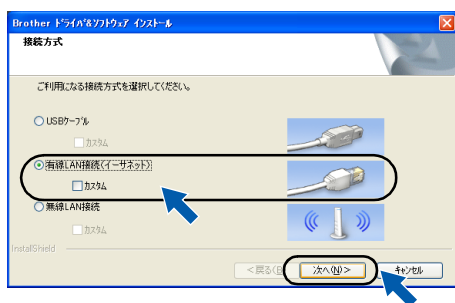 Brother ドライバ&ソフトウェア インストール
接続方式
ご利用になる接続方式を選択してください。
USBケーブル
カスタム
有線LAN接続(イーサネット)
カスタム
無線LAN接続
カスタム
InstallShield
<戻る(B) 次へ(N)> キャンセル